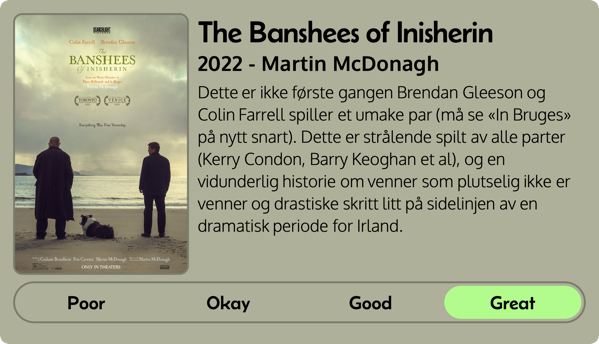 Colin Farrell Brendan Gleeson
The
BANSHEES
OF INISHERIN
Everything Was Fine Yesterday.
ONLY IN THEATERS
The Banshees of Inisherin
2022 - Martin McDonagh
Dette er ikke første gangen Brendan Gleeson og
Colin Farrell spiller et umake par (må se «In Bruges»
på nytt snart). Dette er strålende spilt av alle parter
(Kerry Condon, Barry Keoghan et al), og en
vidunderlig historie om venner som plutselig ikke er
venner og drastiske skritt litt på sidelinjen av en
dramatisk periode for Irland.
Poor Okay Good Great